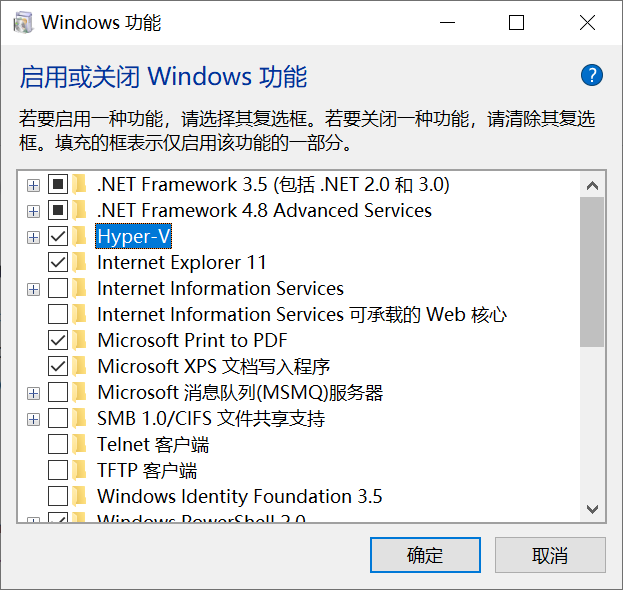 Windows 功能
启用或关闭 Windows 功能
若要启用一种功能，请选择其复选框。若要关闭一种功能，请清除其复选
框。填充的框表示仅启用该功能的一部分。
.NET Framework 3.5 (包括 .NET 2.0 和 3.0)
.NET Framework 4.8 Advanced Services
Hyper-V
Internet Explorer 11
Internet Information Services
Internet Information Services 可承载的 Web 核心
Microsoft Print to PDF
Microsoft XPS 文档写入程序
Microsoft 消息队列(MSMQ)服务器
SMB 1.0/CIFS 文件共享支持
Telnet 客户端
TFTP 客户端
Windows Identity Foundation 3.5
Windows PowerShell 2.0
确定 取消